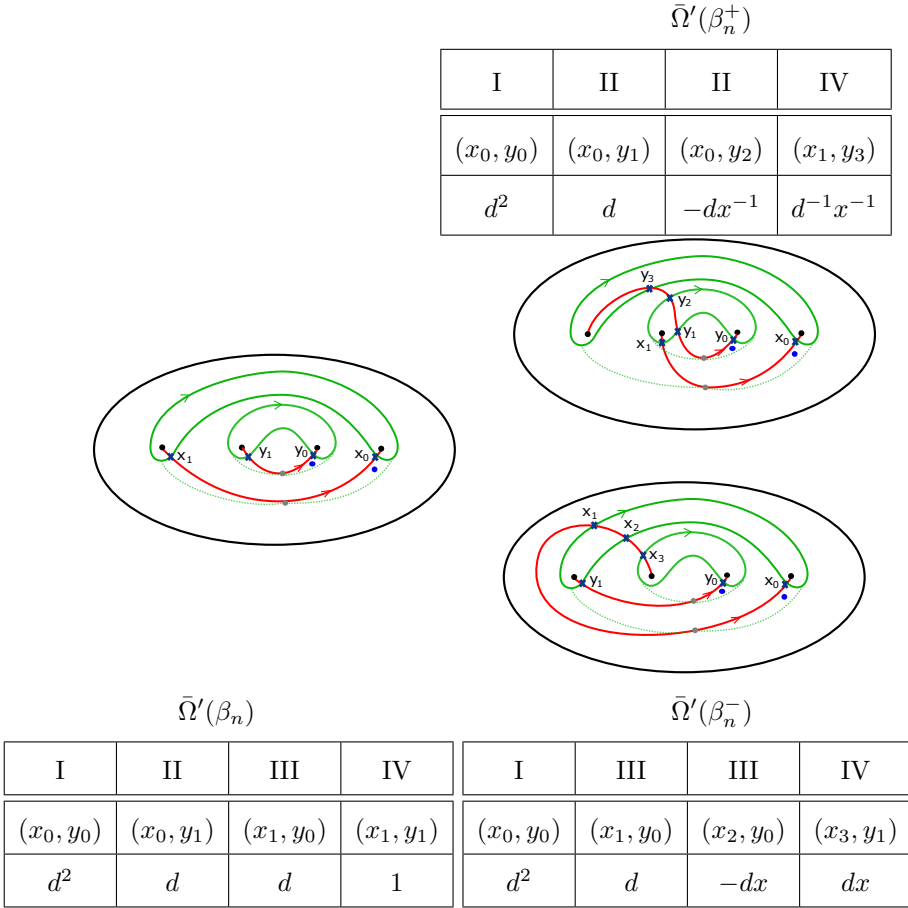 Ω̄′(β_n^+)
I II II IV
(x_0, y_0) (x_0, y_1) (x_0, y_2) (x_1, y_3)
d^2 d −dx^{−1} d^{−1}x^{−1}
y_3
y_2
y_1
y_0
x_1
x_0
x_1
y_1
y_0
x_0
x_1
x_2
x_3
y_1
y_0
x_0
Ω̄′(β_n)
I II III IV
(x_0, y_0) (x_0, y_1) (x_1, y_0) (x_1, y_1)
d^2 d d 1
Ω̄′(β_n^−)
I III III IV
(x_0, y_0) (x_1, y_0) (x_2, y_0) (x_3, y_1)
d^2 d −dx dx